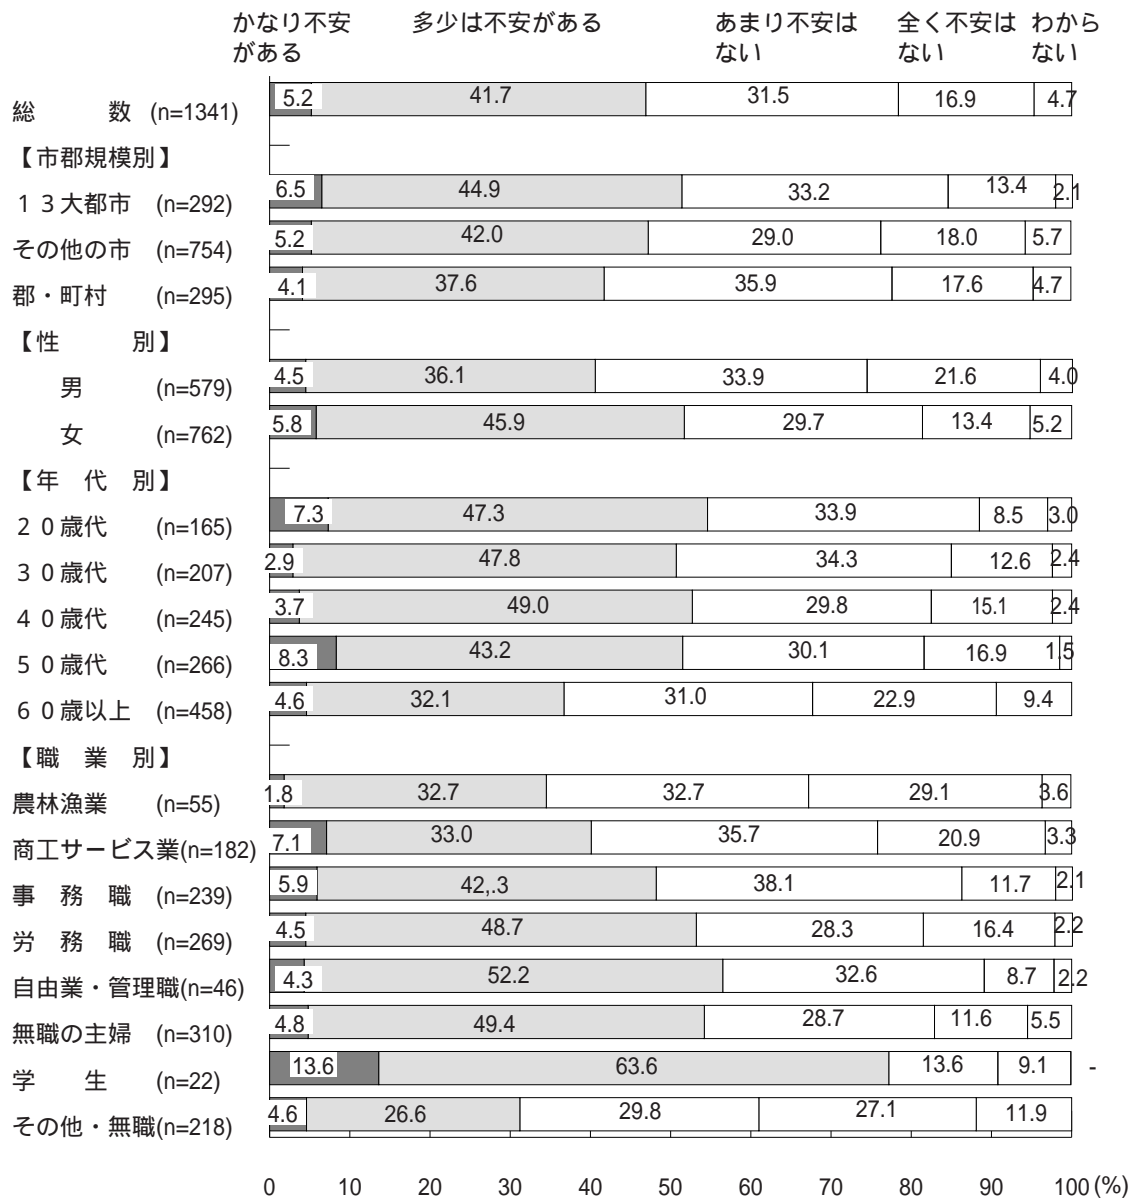 かなり不安 多少は不安がある あまり不安は 全く不安は わから
がある ない ない ない
総 数 (n=1341) 5.2 41.7 31.5 16.9 4.7
【市郡規模別】
13大都市 (n=292) 6.5 44.9 33.2 13.4 2.1
その他の市 (n=754) 5.2 42.0 29.0 18.0 5.7
郡・町村 (n=295) 4.1 37.6 35.9 17.6 4.7
【性 別】
男 (n=579) 4.5 36.1 33.9 21.6 4.0
女 (n=762) 5.8 45.9 29.7 13.4 5.2
【年 代 別】
20歳代 (n=165) 7.3 47.3 33.9 8.5 3.0
30歳代 (n=207) 2.9 47.8 34.3 12.6 2.4
40歳代 (n=245) 3.7 49.0 29.8 15.1 2.4
50歳代 (n=266) 8.3 43.2 30.1 16.9 1.5
60歳以上 (n=458) 4.6 32.1 31.0 22.9 9.4
【職 業 別】
農林漁業 (n=55) 1.8 32.7 32.7 29.1 3.6
商工サービス業(n=182) 7.1 33.0 35.7 20.9 3.3
事 務 職 (n=239) 5.9 42,.3 38.1 11.7 2.1
労 務 職 (n=269) 4.5 48.7 28.3 16.4 2.2
自由業・管理職(n=46) 4.3 52.2 32.6 8.7 2.2
無職の主婦 (n=310) 4.8 49.4 28.7 11.6 5.5
学 生 (n=22) 13.6 63.6 13.6 9.1 -
その他・無職(n=218) 4.6 26.6 29.8 27.1 11.9
0 10 20 30 40 50 60 70 80 90 100 (%)